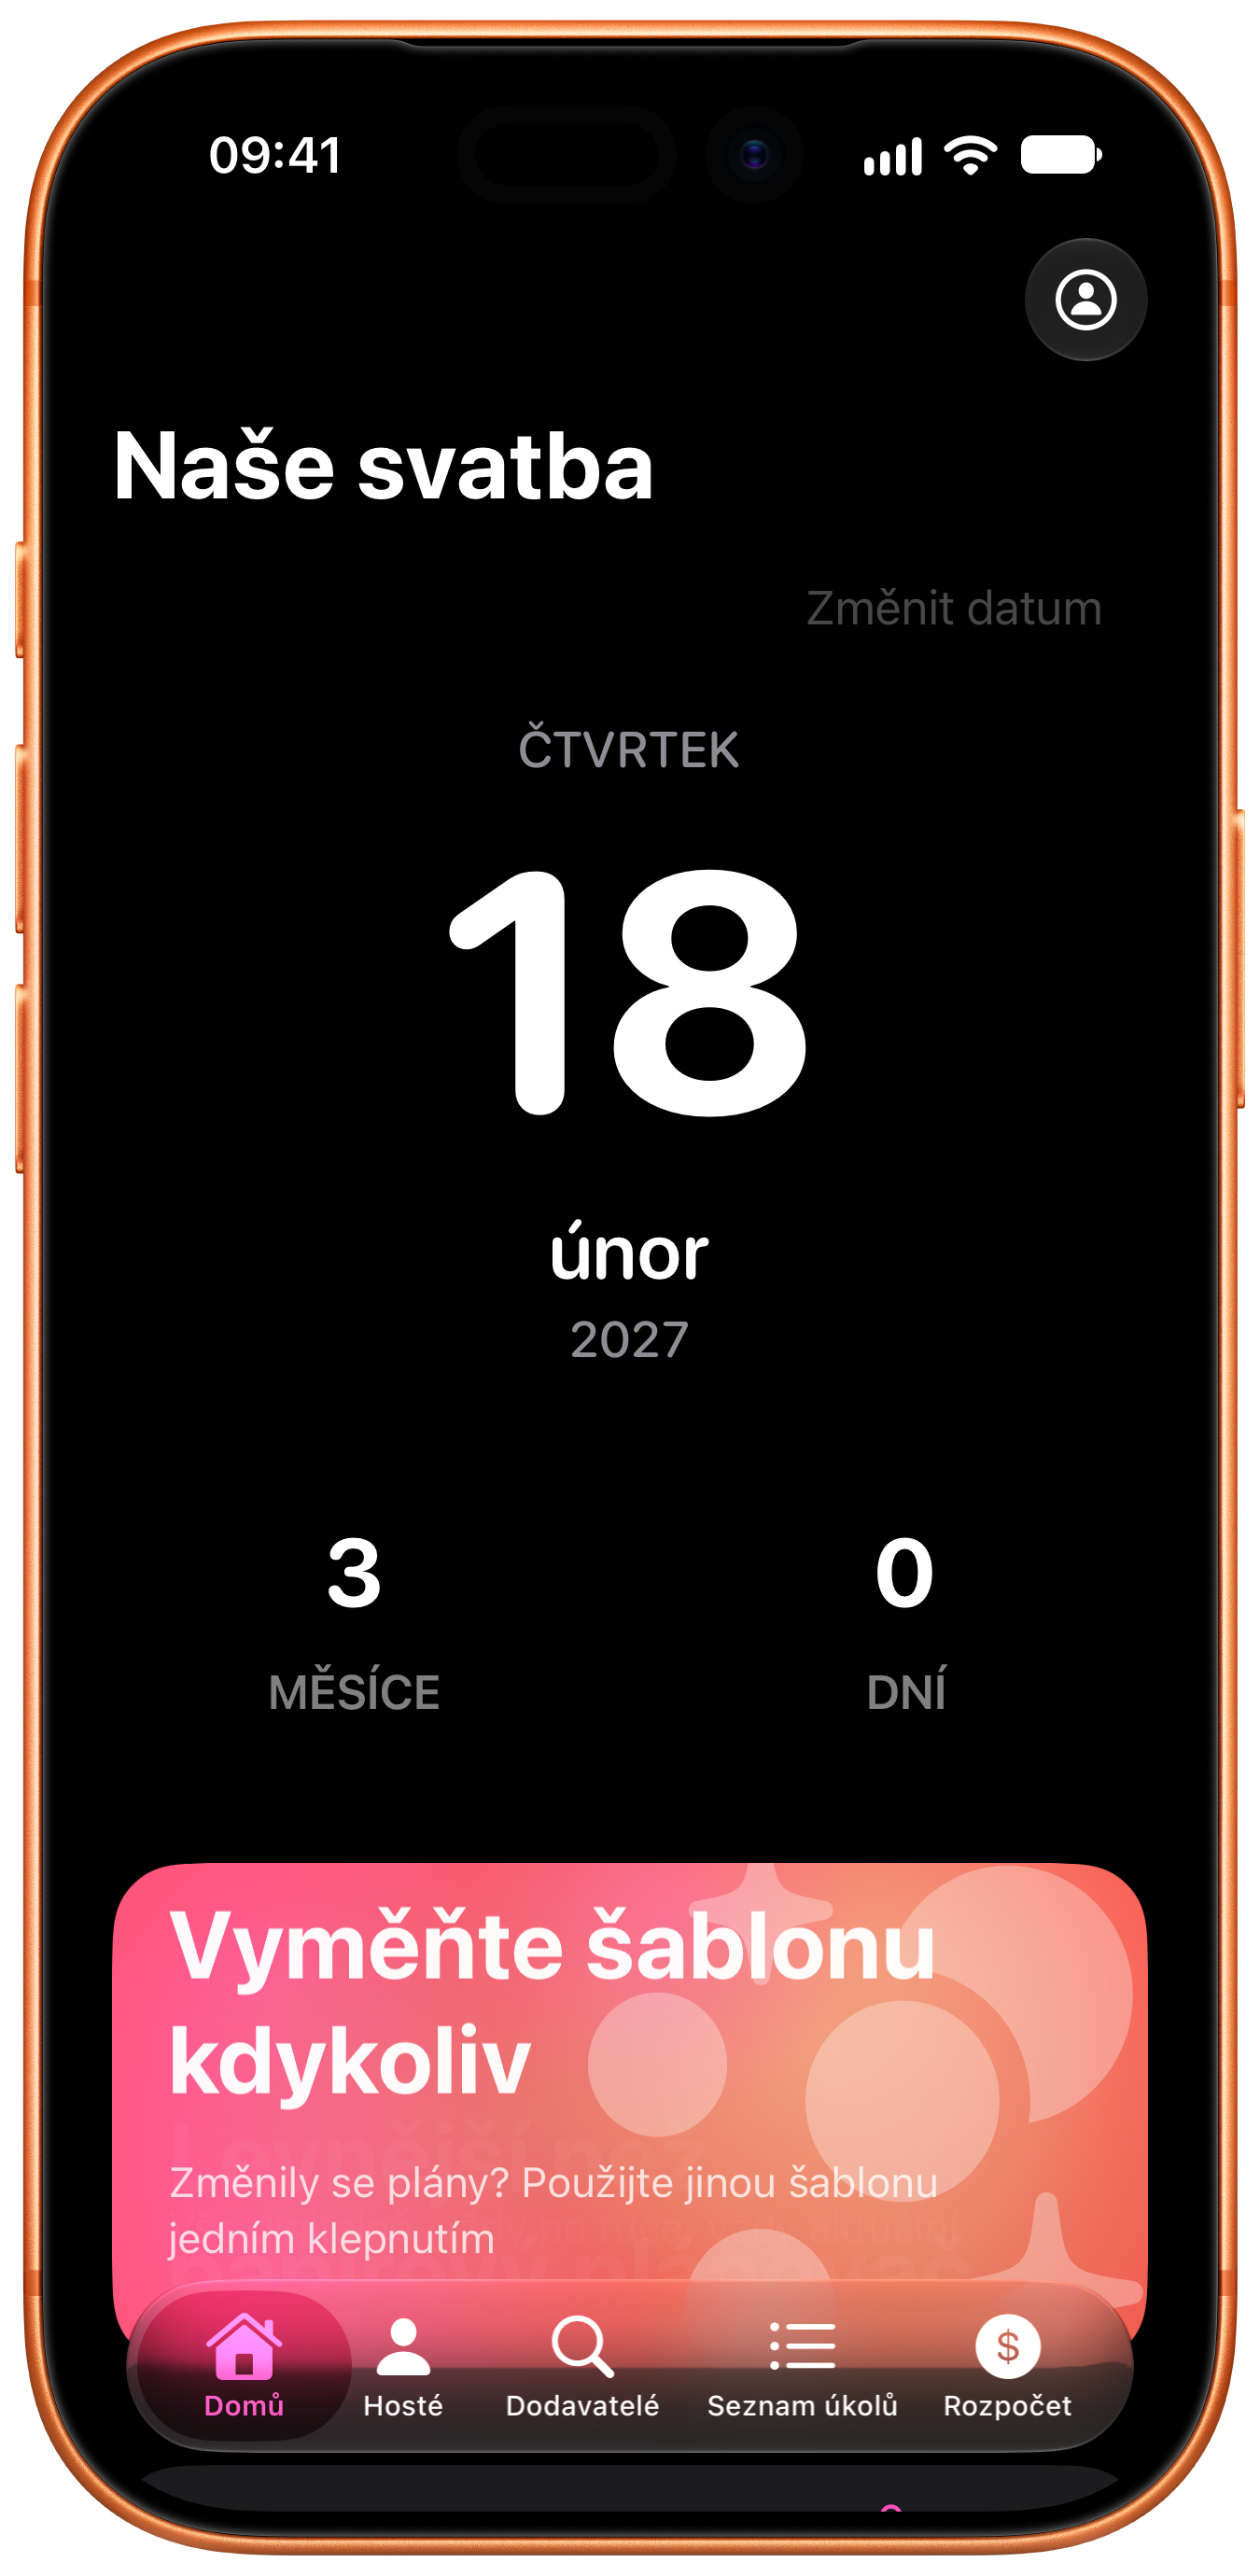 09:41
Naše svatba
Změnit datum
ČTVRTEK
18
únor
2027
3
0
MĚSÍCE
DNÍ
Vyměňte šablonu
kdykoliv
Změnily se plány? Použijte jinou šablonu
jedním klepnutím
$
Domů
Hosté
Dodavatelé
Seznam úkolů
Rozpočet